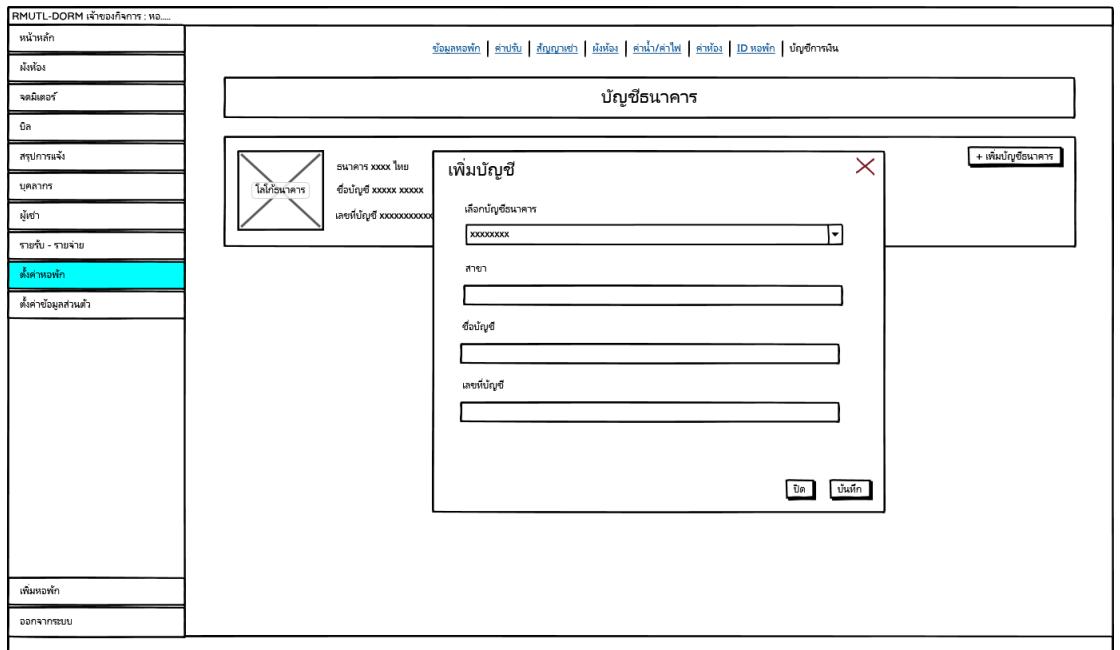 RMUTL-DORM เจ้าของกิจการ : หอ.....
หน้าหลัก
ผังห้อง
จดมิเตอร์
บิล
สรุปการแจ้ง
บุคลากร
ผู้เช่า
รายรับ - รายจ่าย
ตั้งค่าหอพัก
ตั้งค่าข้อมูลส่วนตัว
เพิ่มหอพัก
ออกจากระบบ
ข้อมูลหอพัก | ค่าปรับ | สัญญาเช่า | ผังห้อง | ค่าน้ำ/ค่าไฟ | ค่าห้อง | ID หอพัก | บัญชีการเงิน
บัญชีธนาคาร
+ เพิ่มบัญชีธนาคาร
โลโก้ธนาคาร
ธนาคาร xxxx ไทย
ชื่อบัญชี xxxxx xxxxx
เลขที่บัญชี xxxxxxxxxxx
เพิ่มบัญชี
เลือกบัญชีธนาคาร
xxxxxxxx
สาขา
ชื่อบัญชี
เลขที่บัญชี
ปิด
บันทึก